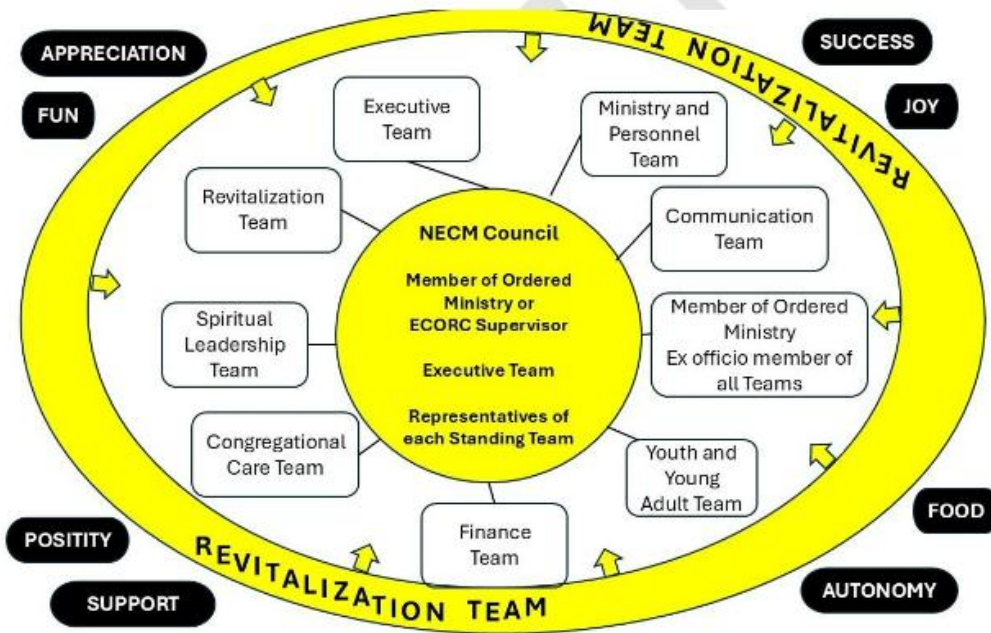 REVITALIZATION TEAM
APPRECIATION
SUCCESS
FUN
JOY
Executive
Team
Ministry and
Personnel
Team
Revitalization
Team
Communication
Team
NECM Council
Member of Ordered
Ministry or
ECORC Supervisor
Executive Team
Representatives of
each Standing Team
Spiritual
Leadership
Team
Member of Ordered
Ministry
Ex officio member of
all Teams
Congregational
Care Team
Youth and
Young
Adult Team
Finance
Team
FOOD
POSITITY
AUTONOMY
SUPPORT
REVITALIZATION TEAM